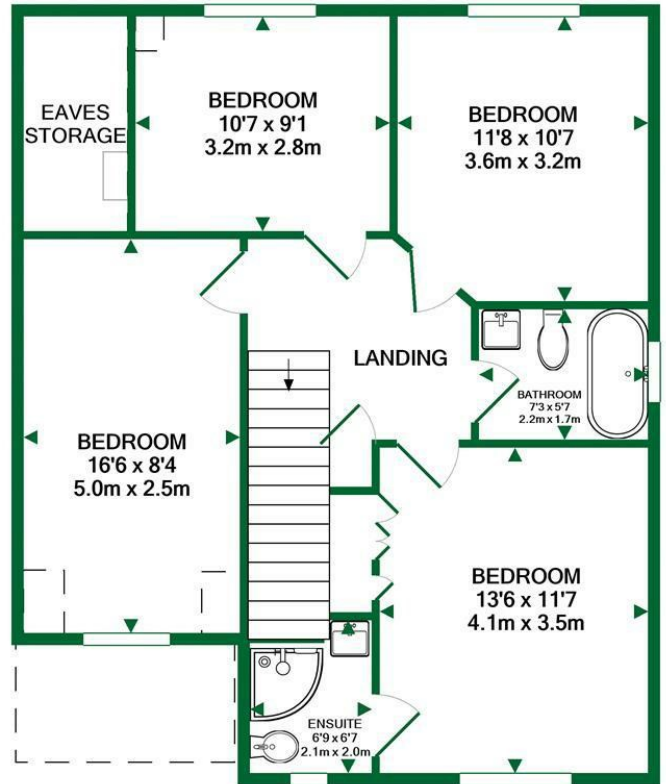 EAVES
STORAGE
BEDROOM
10'7 x 9'1
3.2m x 2.8m
BEDROOM
11'8 x 10'7
3.6m x 3.2m
LANDING
BATHROOM
7'3 x 5'7
2.2m x 1.7m
BEDROOM
16'6 x 8'4
5.0m x 2.5m
BEDROOM
13'6 x 11'7
4.1m x 3.5m
ENSUITE
6'9 x 6'7
2.1m x 2.0m